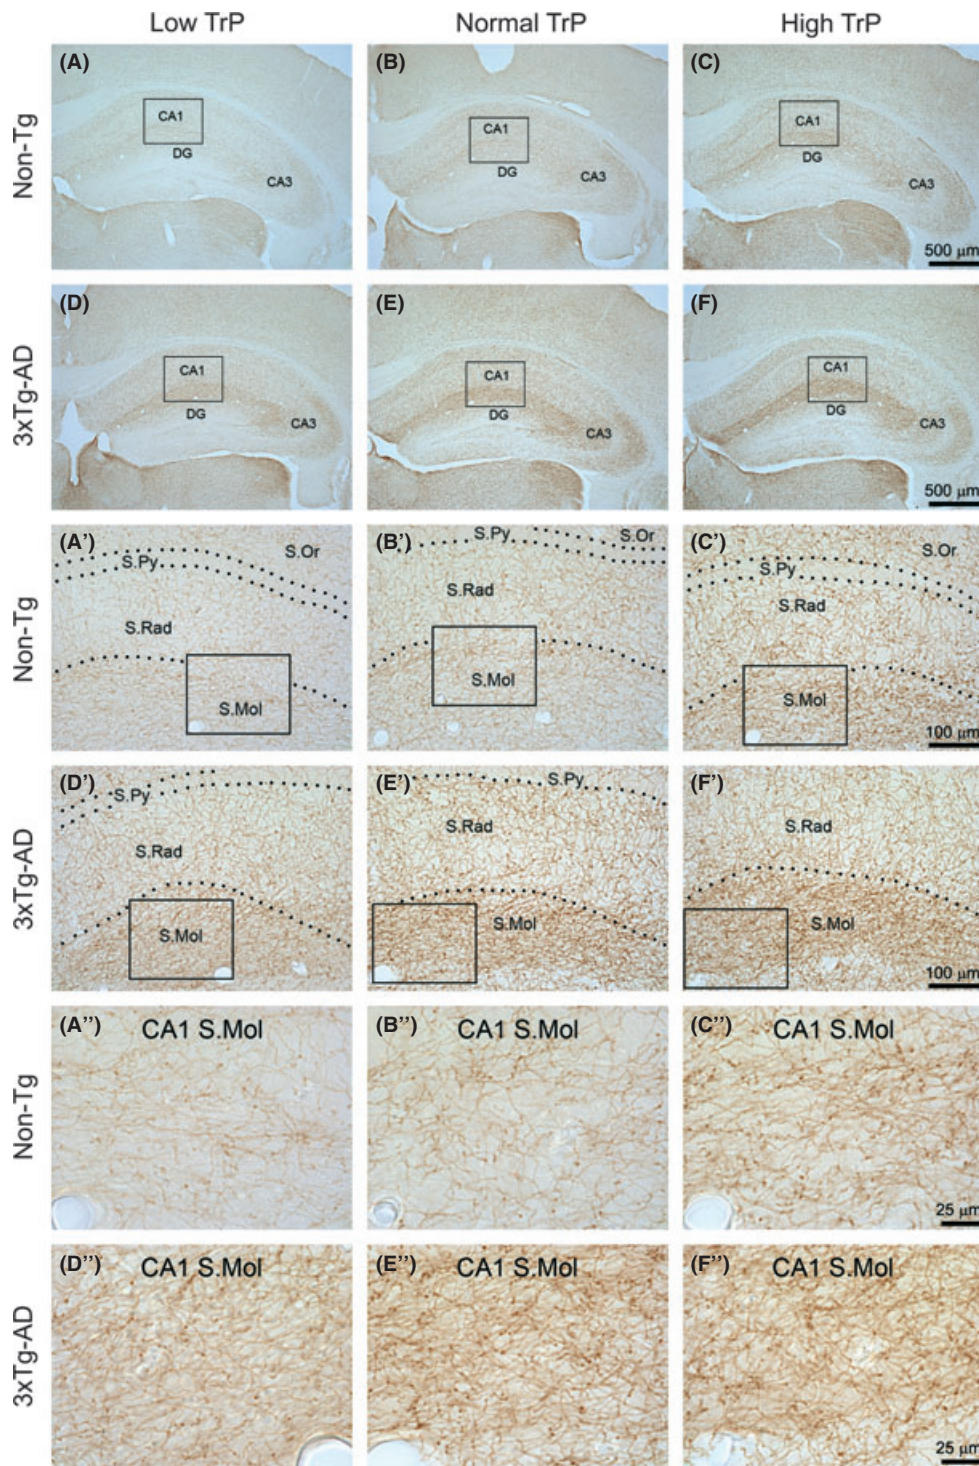 Low TrP Normal TrP High TrP
Non-Tg
(A) (B) (C)
CA1 CA1 CA1
DG DG DG
CA3 CA3 CA3
500 µm
3xTg-AD
(D) (E) (F)
CA1 CA1 CA1
DG DG DG
CA3 CA3 CA3
500 µm
Non-Tg
(A') (B') (C')
S.Or S.Or S.Or
S.Py S.Py S.Py
S.Rad S.Rad S.Rad
S.Mol S.Mol S.Mol
100 µm
3xTg-AD
(D') (E') (F')
S.Py S.Py
S.Rad S.Rad S.Rad
S.Mol S.Mol S.Mol
100 µm
Non-Tg
(A'') (B'') (C'')
CA1 S.Mol CA1 S.Mol CA1 S.Mol
25 µm
3xTg-AD
(D'') (E'') (F'')
CA1 S.Mol CA1 S.Mol CA1 S.Mol
25 µm